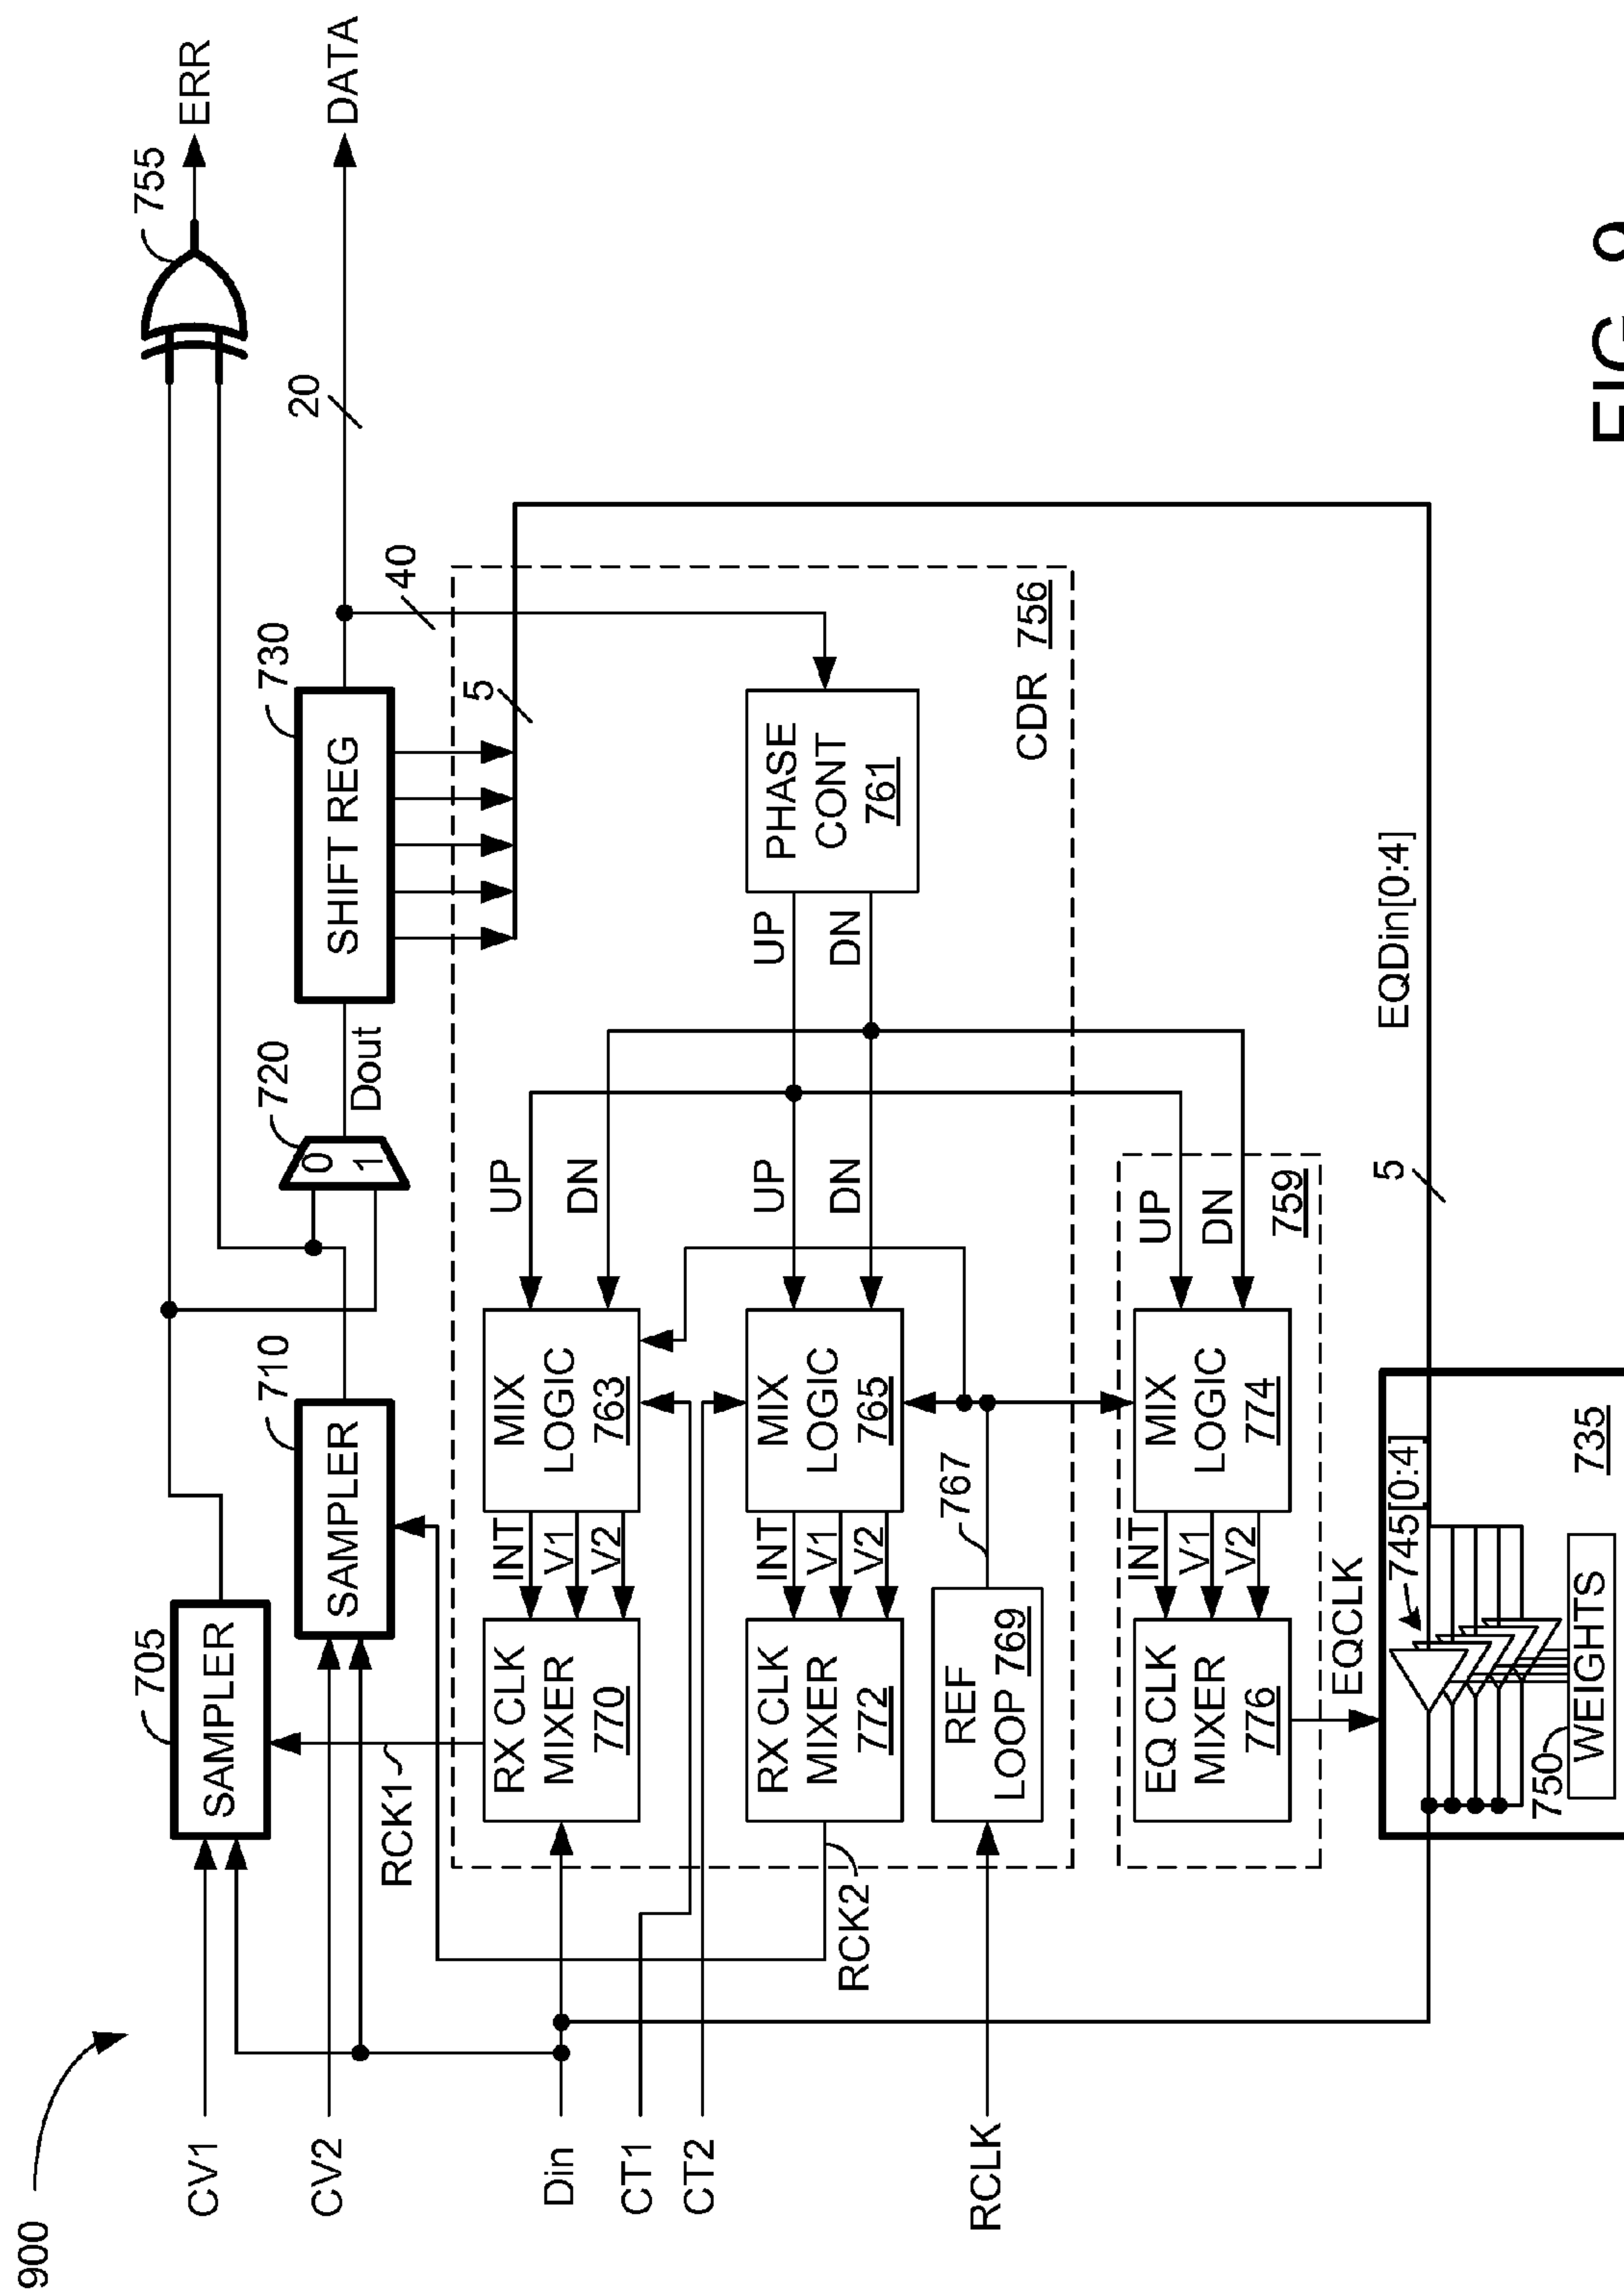 900
CV1
CV2
Din
CT1
CT2
RCLK
705
SAMPLER
710
SAMPLER
720
0
1
Dout
730
SHIFT REG
755
ERR
20
DATA
40
5
RCK1
RCK2
RX CLK
MIXER
770
INT
V1
V2
MIX
LOGIC
763
UP
DN
RX CLK
MIXER
772
INT
V1
V2
MIX
LOGIC
765
UP
DN
UP
DN
PHASE
CONT
761
CDR 756
REF
LOOP 769
767
EQ CLK
MIXER
776
INT
V1
V2
MIX
LOGIC
774
UP
DN
759
EQCLK
5
EQDin[0:4]
745[0:4]
735
750
WEIGHTS